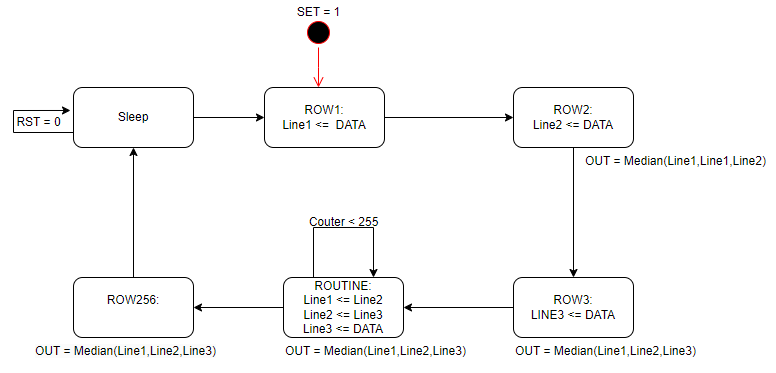 SET = 1
Sleep
RST = 0
ROW1:
Line1 <= DATA
ROW2:
Line2 <= DATA
OUT = Median(Line1,Line1,Line2)
Couter < 255
ROW256:
OUT = Median(Line1,Line2,Line3)
ROUTINE:
Line1 <= Line2
Line2 <= Line3
Line3 <= DATA
OUT = Median(Line1,Line2,Line3)
ROW3:
LINE3 <= DATA
OUT = Median(Line1,Line2,Line3)